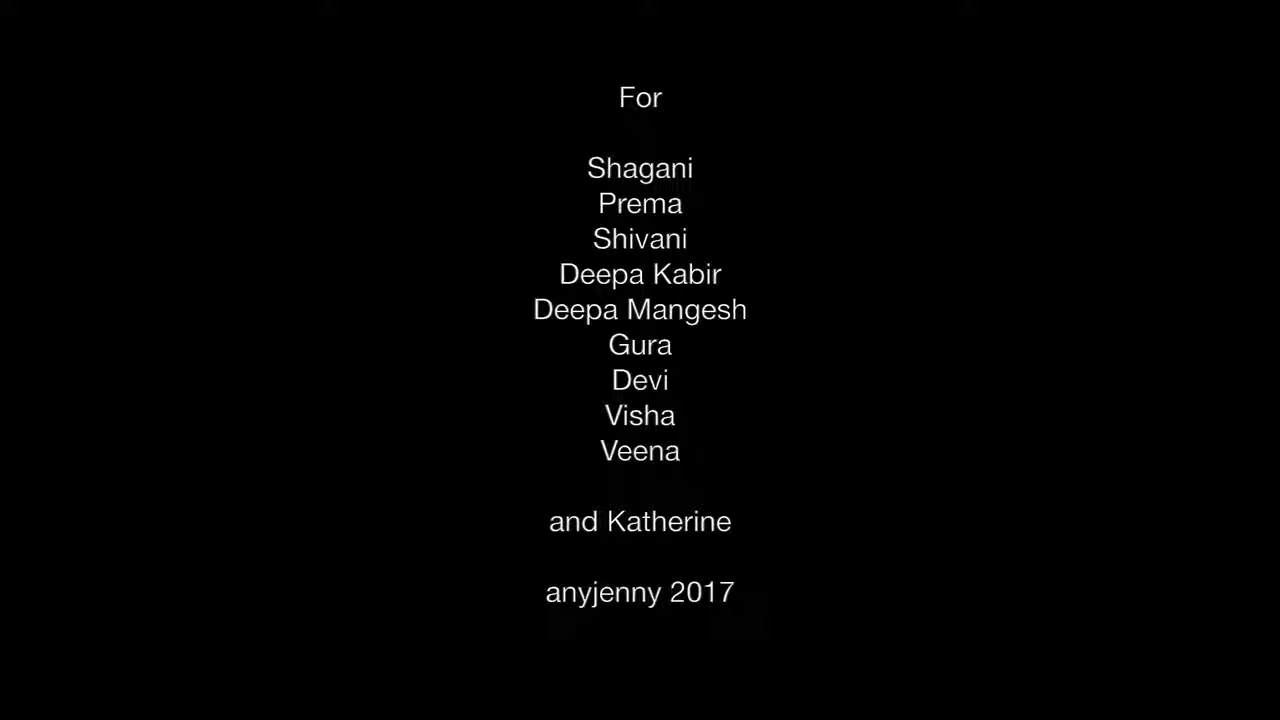 For
Shagani
Prema
Shivani
Deepa Kabir
Deepa Mangesh
Gura
Devi
Visha
Veena
and Katherine
anyjenny 2017